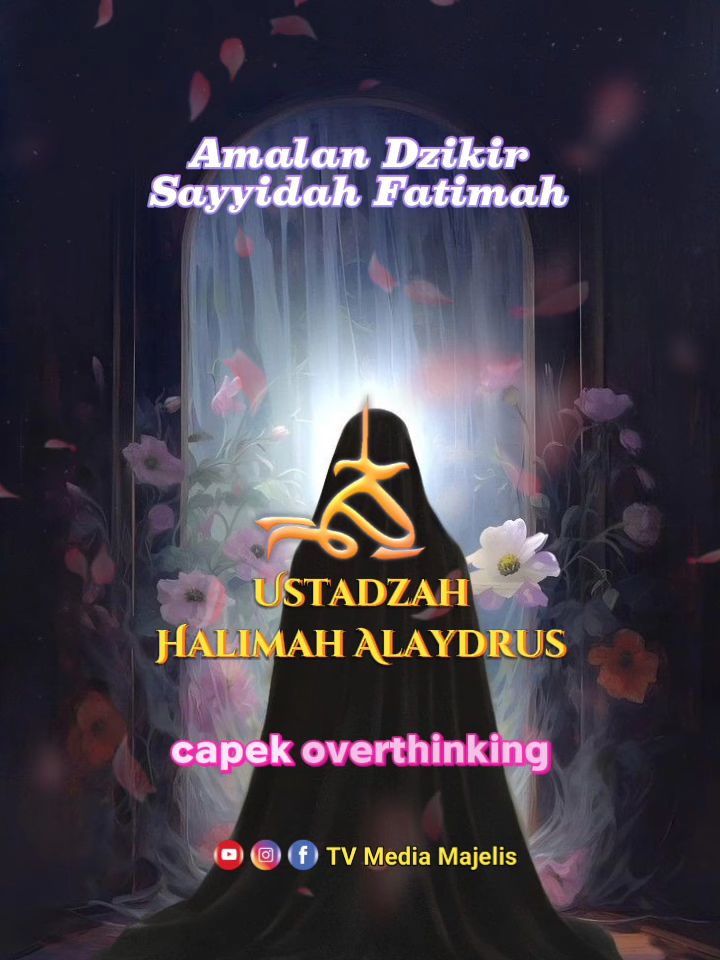 Amalan Dzikir
Sayyidah Fatimah
Ustadzah
Halimah Alaydrus
capek overthinking
TV Media Majelis